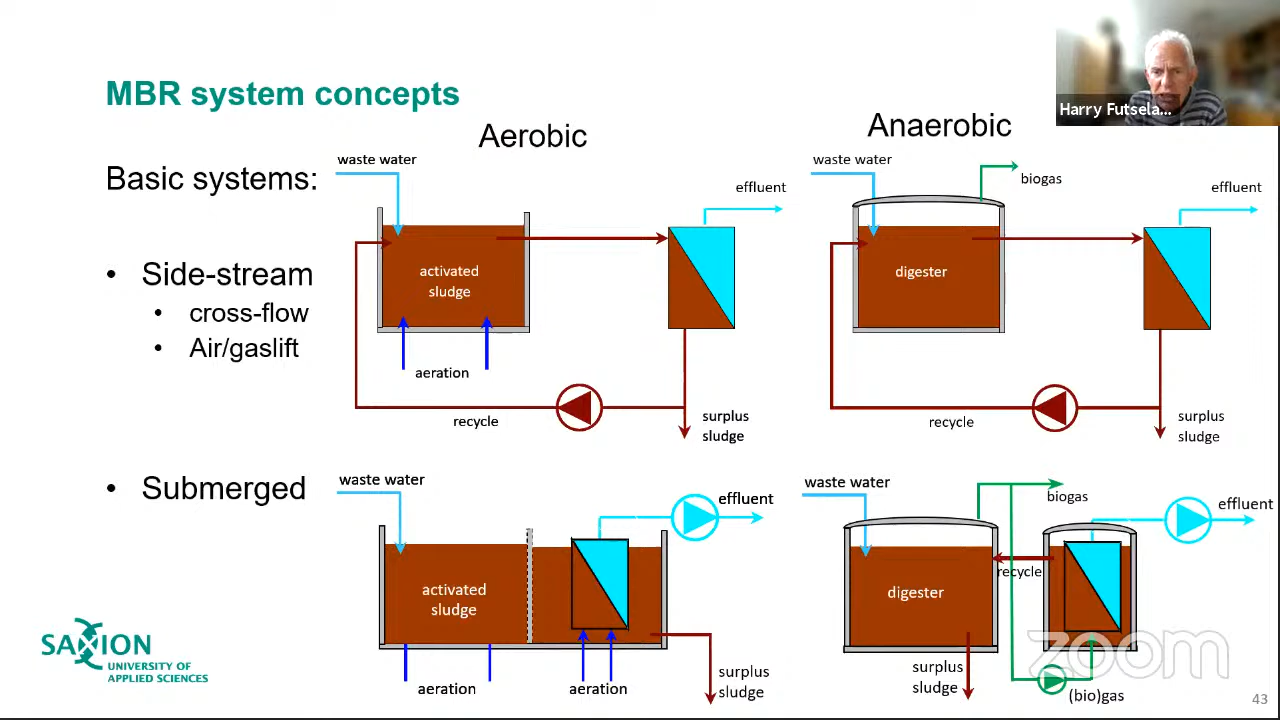 MBR system concepts
Harry Futsela...
Aerobic
Anaerobic
Basic systems:
waste water
effluent
activated
sludge
aeration
recycle
surplus
sludge
waste water
biogas
effluent
digester
recycle
surplus
sludge
• Side-stream
• cross-flow
• Air/gaslift
• Submerged
waste water
effluent
activated
sludge
aeration
aeration
surplus
sludge
waste water
biogas
effluent
recycle
digester
surplus
sludge
(bio)gas
SAXION
UNIVERSITY OF
APPLIED SCIENCES
zoom
43